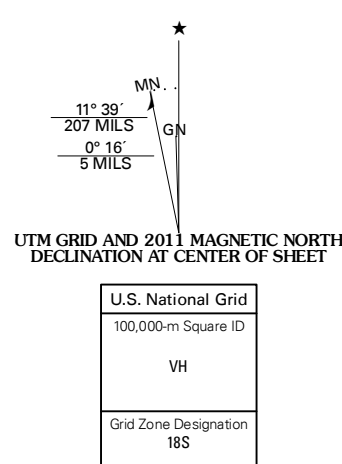 ★
MN
11° 39´
207 MILS
GN
0° 16´
5 MILS
UTM GRID AND 2011 MAGNETIC NORTH
DECLINATION AT CENTER OF SHEET
U.S. National Grid
100,000-m Square ID
VH
Grid Zone Designation
18S